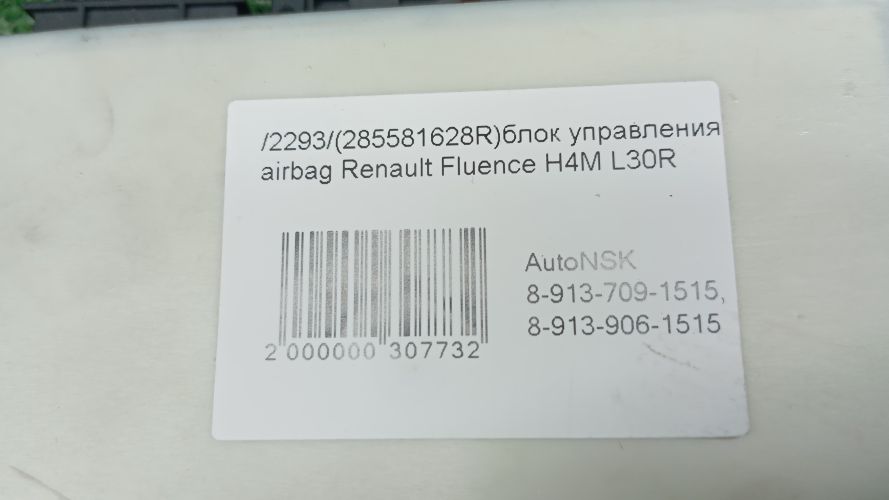 /2293/(285581628R)блок управления
airbag Renault Fluence H4M L30R
AutoNSK
8-913-709-1515,
8-913-906-1515
2 000000 307732